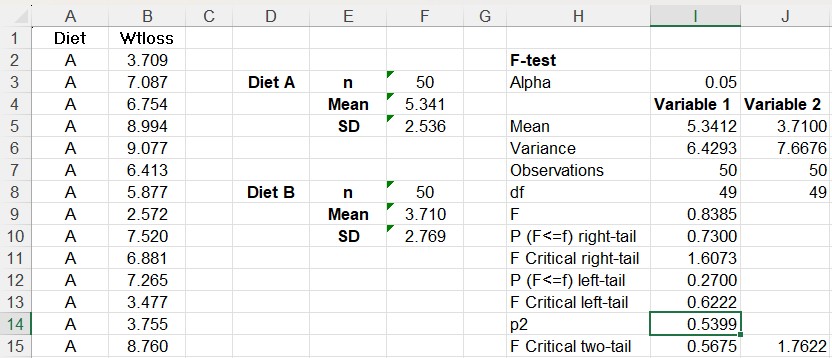 A B C D E F G H I J
1 Diet Wtloss
2 A 3.709 F-test
3 A 7.087 Diet A n 50 Alpha 0.05
4 A 6.754 Mean 5.341 Variable 1 Variable 2
5 A 8.994 SD 2.536 Mean 5.3412 3.7100
6 A 9.077 Variance 6.4293 7.6676
7 A 6.413 Observations 50 50
8 A 5.877 Diet B n 50 df 49 49
9 A 2.572 Mean 3.710 F 0.8385
10 A 7.520 SD 2.769 P (F<=f) right-tail 0.7300
11 A 6.881 F Critical right-tail 1.6073
12 A 7.265 P (F<=f) left-tail 0.2700
13 A 3.477 F Critical left-tail 0.6222
14 A 3.755 p2 0.5399
15 A 8.760 F Critical two-tail 0.5675 1.7622